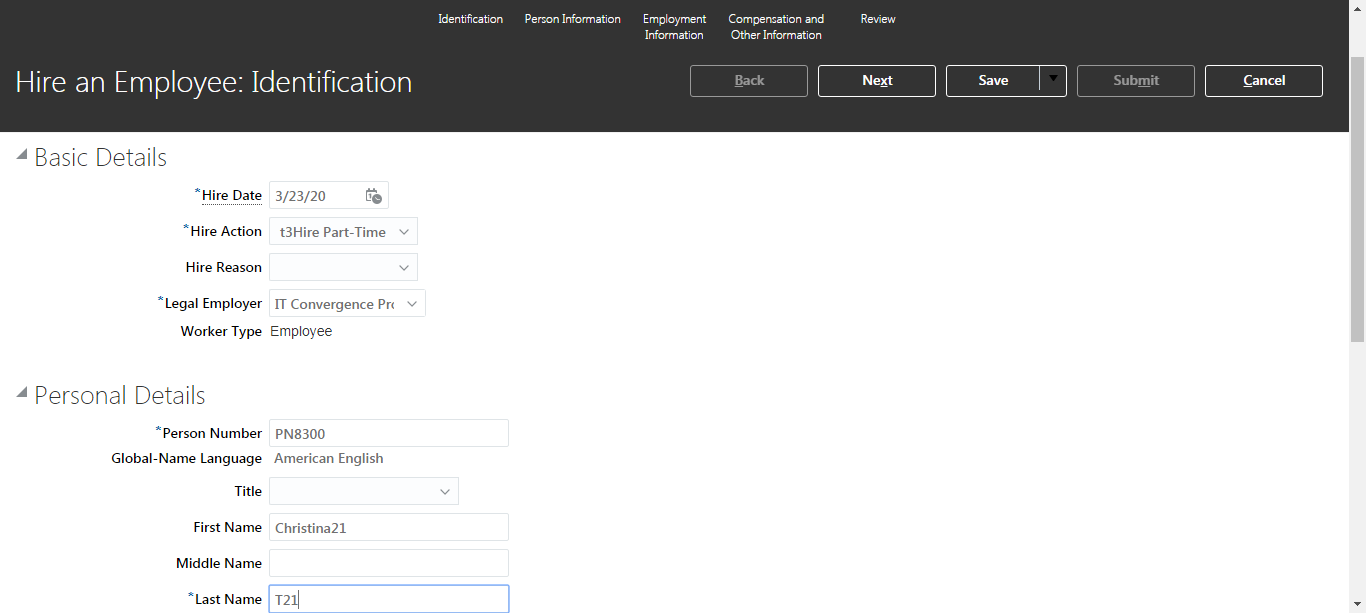 Identification Person Information Employment Information Compensation and Other Information Review
Hire an Employee: Identification
Back Next Save Submit Cancel
Basic Details
*Hire Date 3/23/20
*Hire Action t3Hire Part-Time
Hire Reason
*Legal Employer IT Convergence Pr
Worker Type Employee
Personal Details
*Person Number PN8300
Global-Name Language American English
Title
First Name Christina21
Middle Name
*Last Name T21